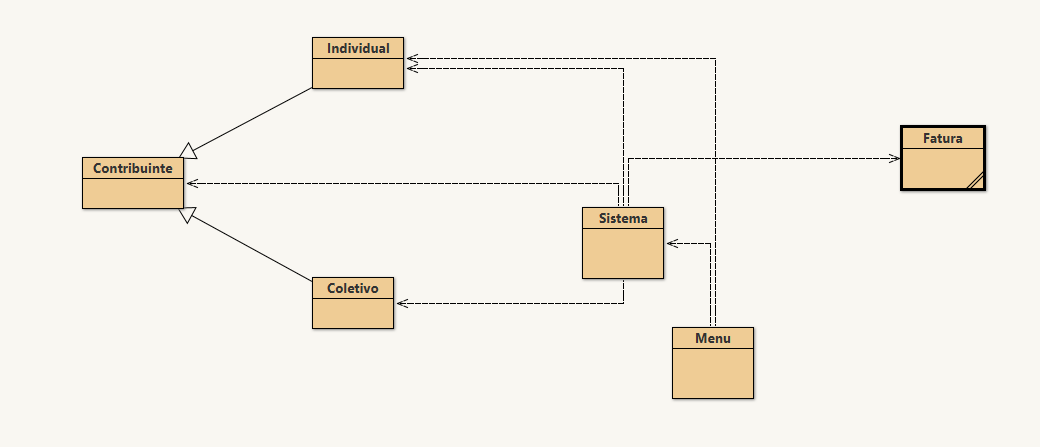 Individual
Fatura
Contribuinte
Sistema
Coletivo
Menu